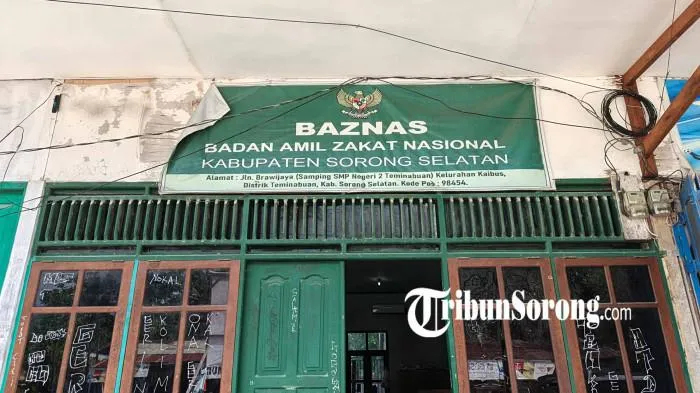 BAZNAS
BADAN AMIL ZAKAT NASIONAL
KABUPATEN SORONG SELATAN
Alamat : Jln. Brawijaya (Samping SMP Negeri 2 Teminabuan) Kelurahan Kaibus,
Distrik Teminabuan, Kab. Sorong Selatan. Kode Pos : 98454.
TribunSorong.com